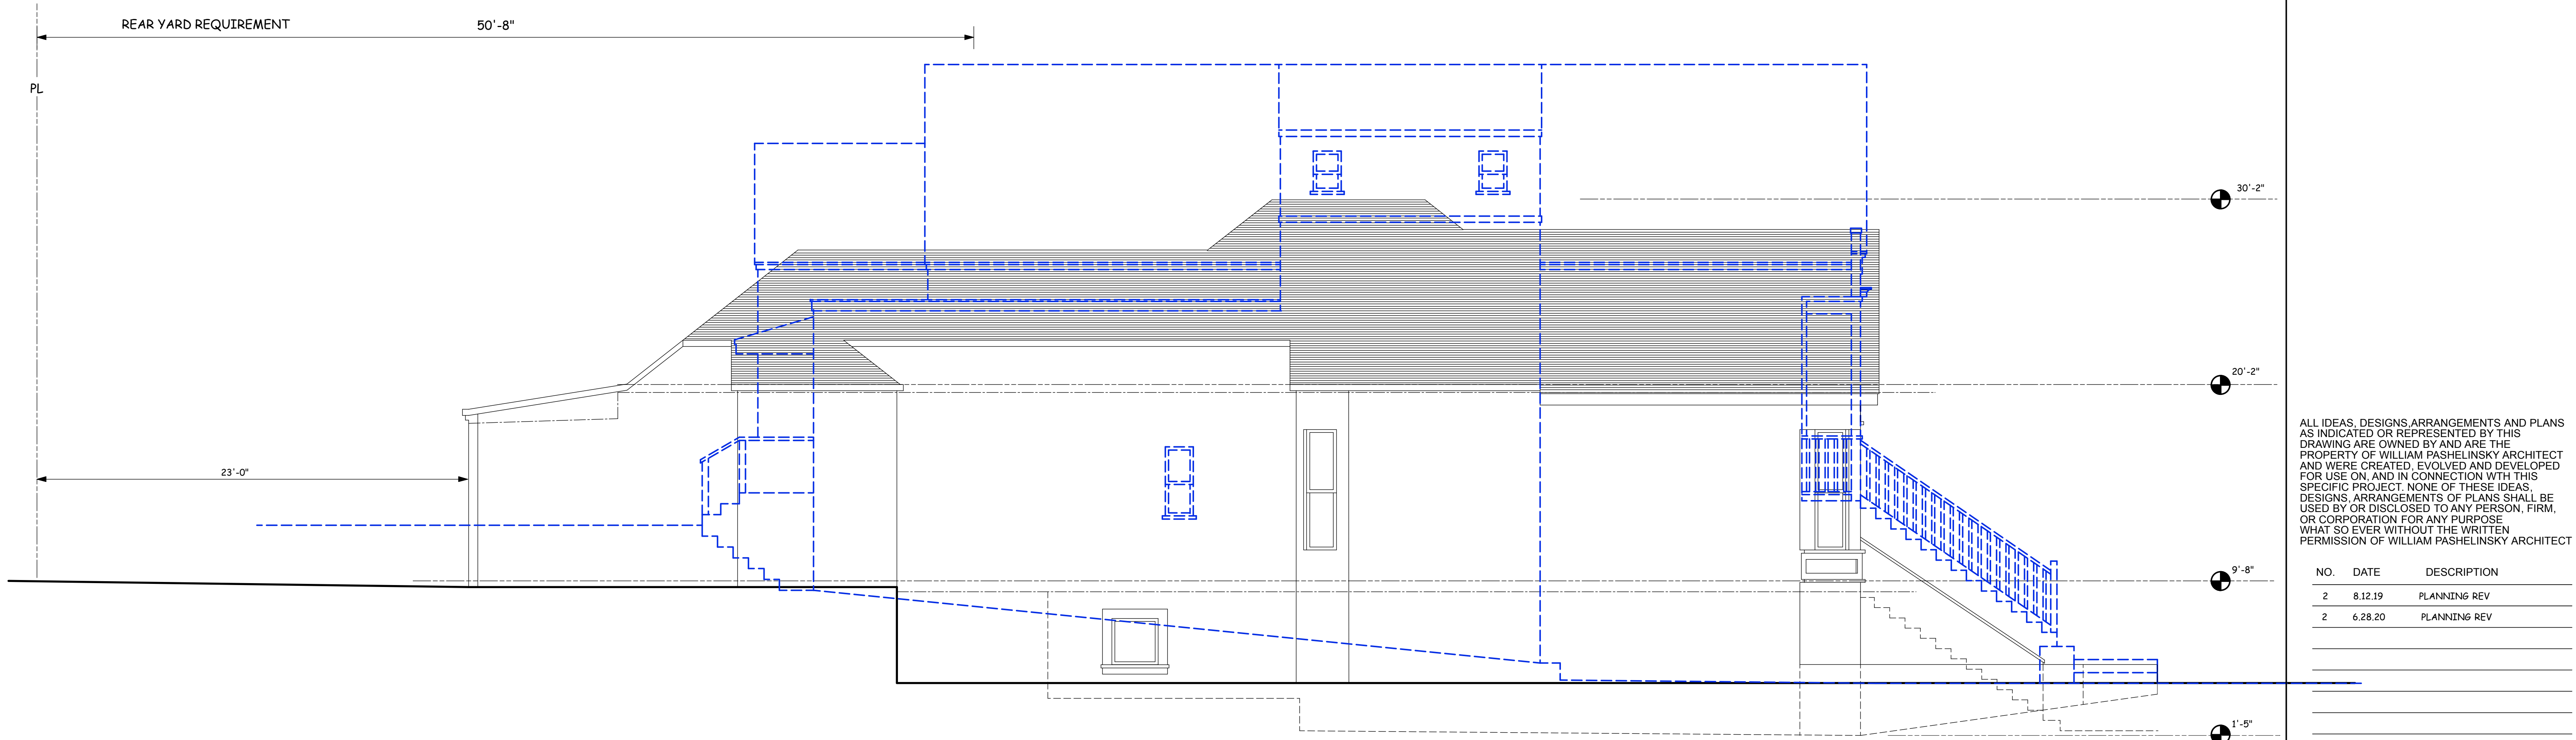 REAR YARD REQUIREMENT 50'-8"
PL
30'-2"
20'-2"
23'-0"
9'-8"
1'-5"
ALL IDEAS, DESIGNS,ARRANGEMENTS AND PLANS
AS INDICATED OR REPRESENTED BY THIS
DRAWING ARE OWNED BY AND ARE THE
PROPERTY OF WILLIAM PASHELINSKY ARCHITECT
AND WERE CREATED, EVOLVED AND DEVELOPED
FOR USE ON, AND IN CONNECTION WTH THIS
SPECIFIC PROJECT. NONE OF THESE IDEAS,
DESIGNS, ARRANGEMENTS OF PLANS SHALL BE
USED BY OR DISCLOSED TO ANY PERSON, FIRM,
OR CORPORATION FOR ANY PURPOSE
WHAT SO EVER WITHOUT THE WRITTEN
PERMISSION OF WILLIAM PASHELINSKY ARCHITECT
NO. DATE DESCRIPTION
2 8.12.19 PLANNING REV
2 6.28.20 PLANNING REV